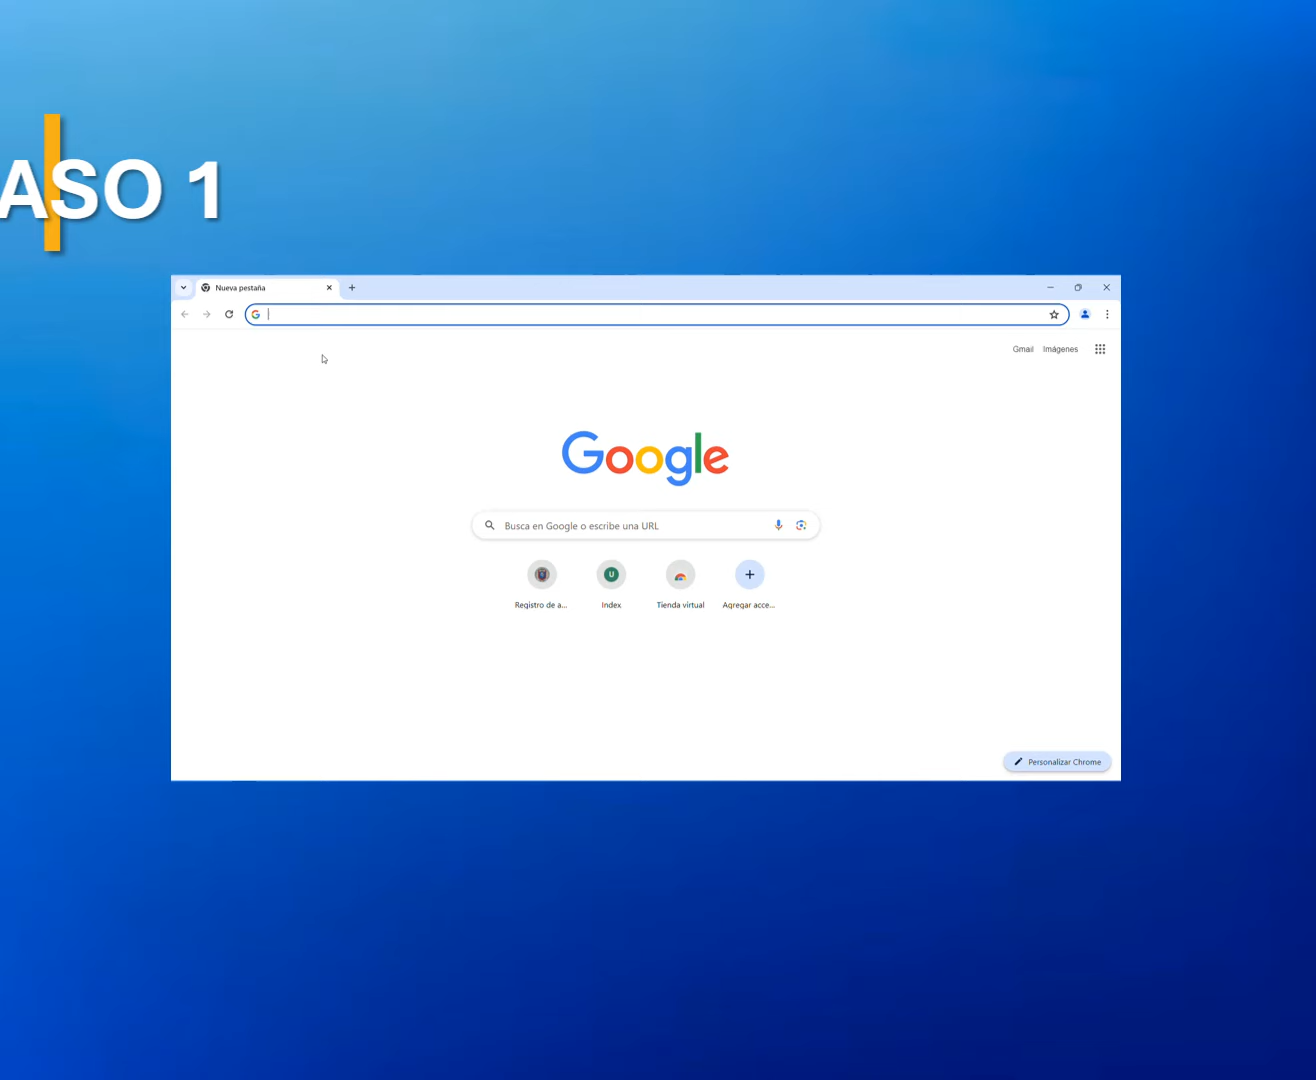 ASO 1
Nueva pestaña
Gmail Imágenes
Google
Busca en Google o escribe una URL
U
Registro de a... Index Tienda virtual Agregar acce...
Personalizar Chrome